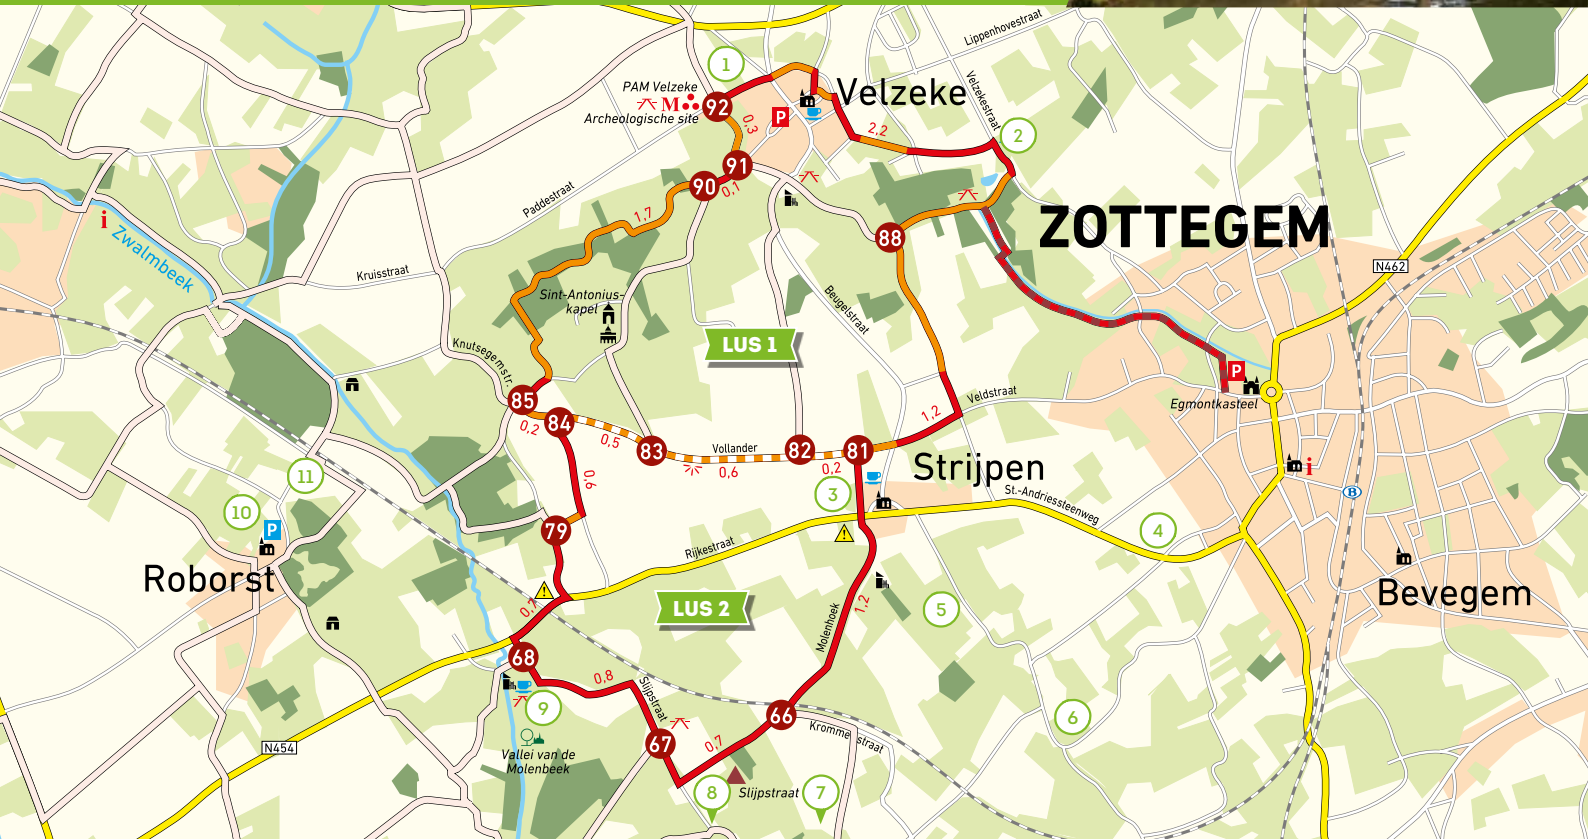 Lippenhovestraat
1
PAM Velzeke
M
Archeologische site
92
0,3
P
Velzeke
2,2
Velzekestraat
2
91
90
0,1
Paddestraat
1,7
88
ZOTTEGEM
N462
i
Zwalmbeek
Kruisstraat
Sint-Antonius-
kapel
Beugelstraat
LUS 1
Knutsegemstr.
P
Egmontkasteel
85
84
0,2
0,5
83
Vollander
0,6
82
0,2
81
1,2
Veldstraat
Strijpen
i
B
11
10
P
0,6
3
St.-Andriessteenweg
4
79
Rijkestraat
Roborst
0,7
LUS 2
Molenhoek
1,2
5
Bevegem
68
0,8
Slijpstraat
9
67
0,7
66
Krommestraat
6
N454
Vallei van de
Molenbeek
8
Slijpstraat
7